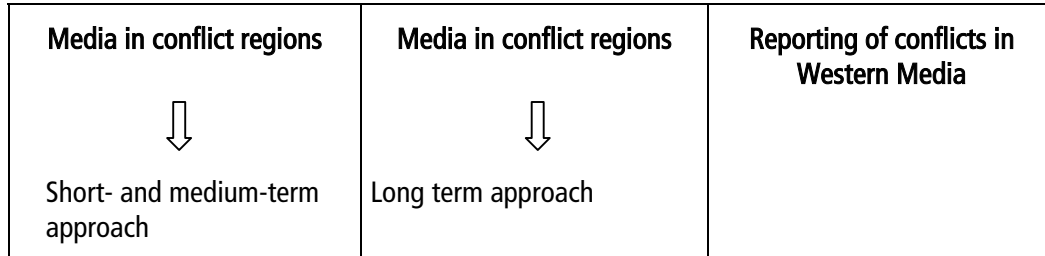 Media in conflict regions
Short- and medium-term
approach
Media in conflict regions
Long term approach
Reporting of conflicts in
Western Media